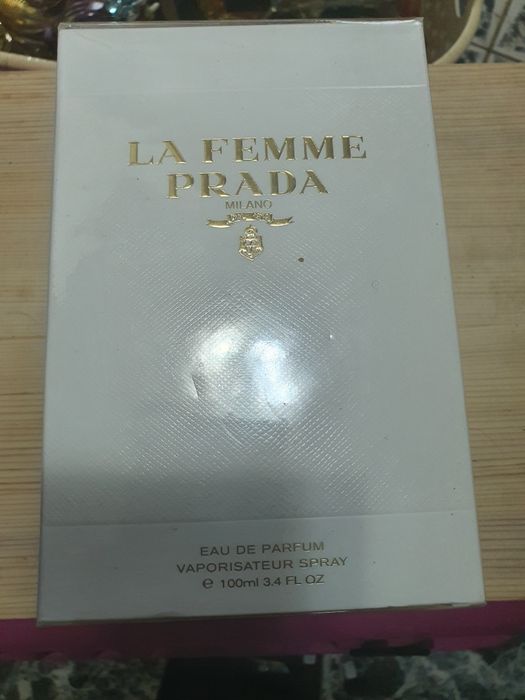 LA FEMME
PRADA
MILANO
EAU DE PARFUM
VAPORISATEUR SPRAY
℮ 100ml 3.4 FL OZ